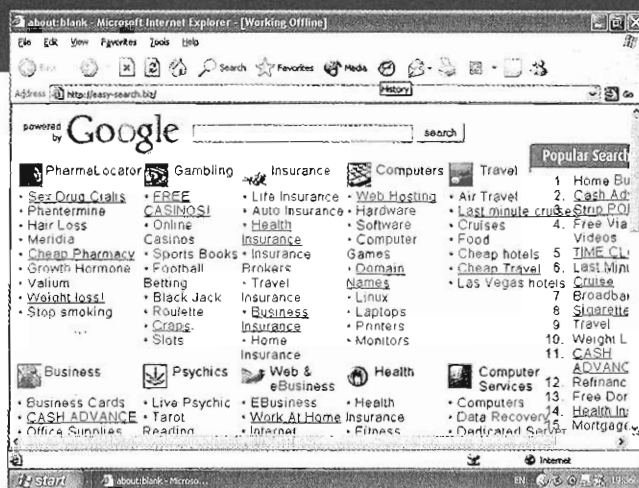 about:blank - Microsoft Internet Explorer - [Working Offline]
File Edit View Favorites Tools Help
Back Search Favorites Media
History
Address http://easy-search.biz/ Go
powered by Google search
Popular Search
PharmaLocator
• Sex Drug Cialis
• Phantermine
• Hair Loss
• Meridia
• Cheap Pharmacy
• Growth Hormone
• Valium
• Weight loss!
• Stop smoking
Gambling
• FREE
CASINOS!
• Online
Casinos
• Sports Books
• Football
Betting
• Black Jack
• Roulette
• Craps
• Slots
Insurance
• Life Insurance
• Auto Insurance
• Health
Insurance
• Insurance
Brokers
• Travel
Insurance
• Business
Insurance
• Home
Insurance
Computers
• Web Hosting
• Hardware
• Software
• Computer
Games
• Domain
Names
• Linux
• Laptops
• Printers
• Monitors
Travel
• Air Travel
• Last minute cruises
• Cruises
• Food
• Cheap hotels
• Cheap Travel
• Las Vegas hotels
1 Home Bu
2. Cash Ad
3. Strip PO
4. Free Via
Videos
5 TIME CL
6. Last Minu
Cruise
7 Broadba
8 Sigarette
9 Travel
10. Weight L
11. CASH
ADVANC
12. Refinanc
13. Free Dor
14. Health In
15. Mortgage
Business
• Business Cards
• CASH ADVANCE
• Office Supplies
Psychics
• Live Psychic
• Tarot
Reading
Web &
eBusiness
• EBusiness
• Work At Home
• Internet
Health
• Health
Insurance
• Fitness
Computer
Services
• Computers
• Data Recovery
• Dedicated Server
Internet
start about:blank - Microso... EN